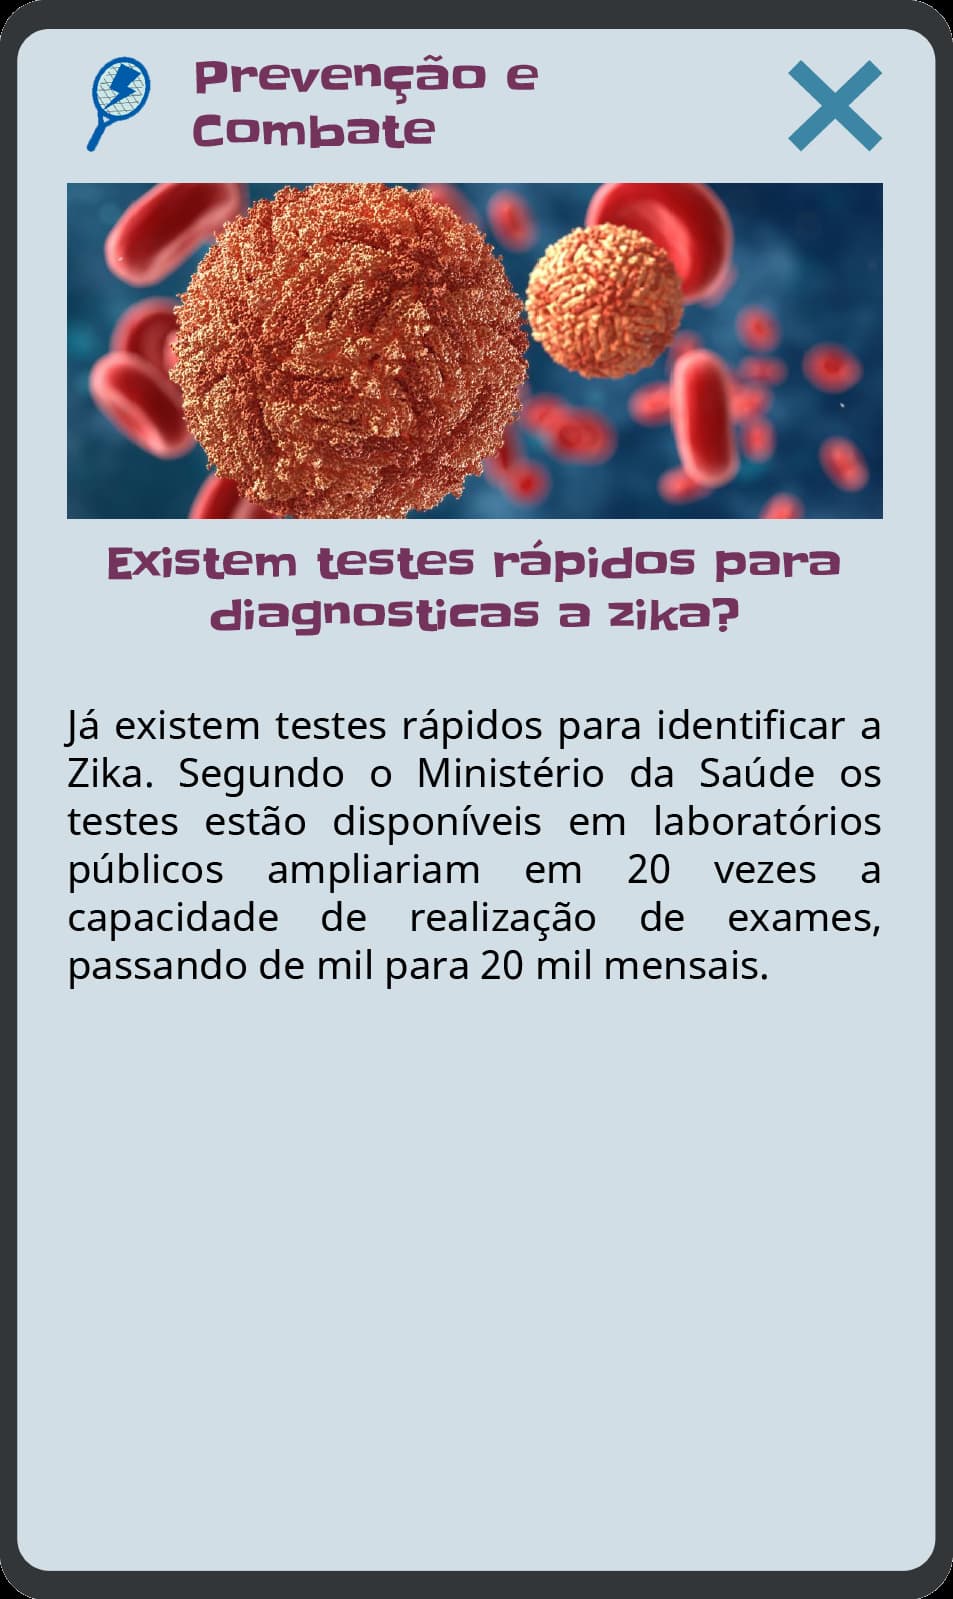 Prevenção e
Combate
Existem testes rápidos para
diagnosticas a zika?
Já existem testes rápidos para identificar a
Zika. Segundo o Ministério da Saúde os
testes estão disponíveis em laboratórios
públicos ampliariam em 20 vezes a
capacidade de realização de exames,
passando de mil para 20 mil mensais.